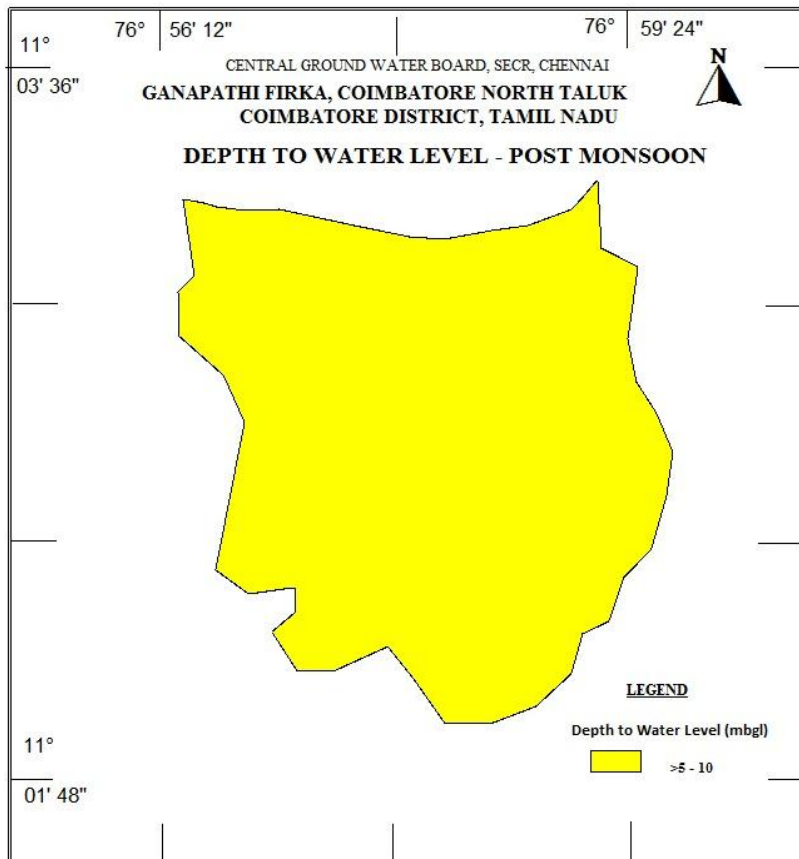 76° 56' 12" 76° 59' 24"
11°
03' 36"
CENTRAL GROUND WATER BOARD, SECR, CHENNAI
N
GANAPATHI FIRKA, COIMBATORE NORTH TALUK
COIMBATORE DISTRICT, TAMIL NADU
DEPTH TO WATER LEVEL - POST MONSOON
LEGEND
Depth to Water Level (mbgl)
>5 - 10
11°
01' 48"